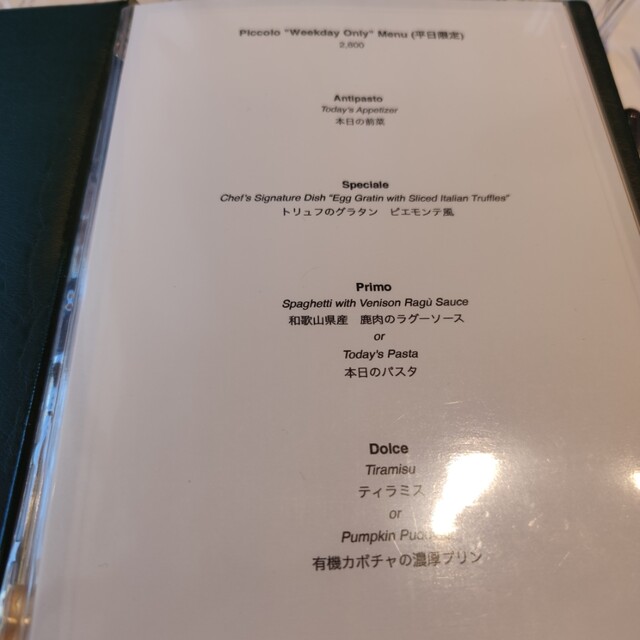 Piccolo "Weekday Only" Menu (平日限定)
3,800
Antipasto
Today's Appetizer
本日の前菜
Speciale
Chef's Signature Dish "Egg Gratin with Sliced Italian Truffles"
トリュフのグラタン　ピエモンテ風
Primo
Spaghetti with Venison Ragù Sauce
和歌山県産　鹿肉のラグーソース
or
Today's Pasta
本日のパスタ
Dolce
Tiramisu
ティラミス
or
Pumpkin
有機カボチャの濃厚プリン